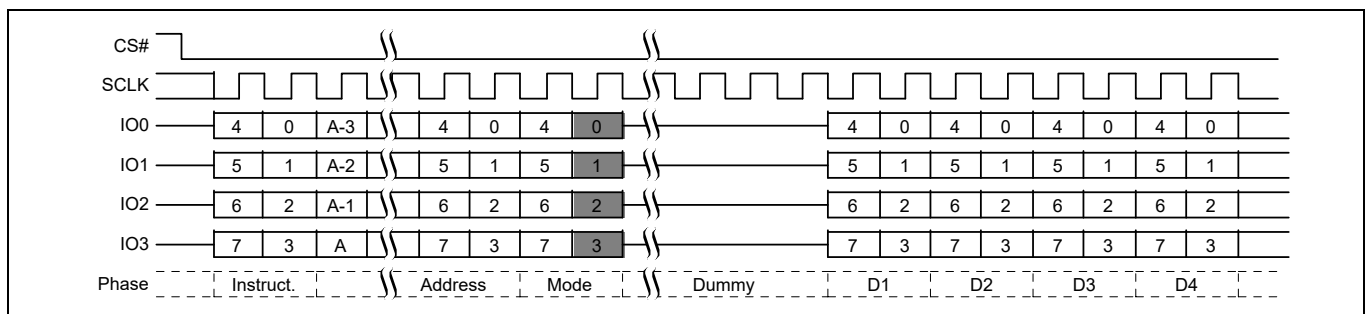 CS#
SCLK
IO0 4 0 A-3 4 0 4 0 4 0 4 0 4 0 4 0
IO1 5 1 A-2 5 1 5 1 5 1 5 1 5 1 5 1
IO2 6 2 A-1 6 2 6 2 6 2 6 2 6 2 6 2
IO3 7 3 A 7 3 7 3 7 3 7 3 7 3 7 3
Phase Instruct. Address Mode Dummy D1 D2 D3 D4